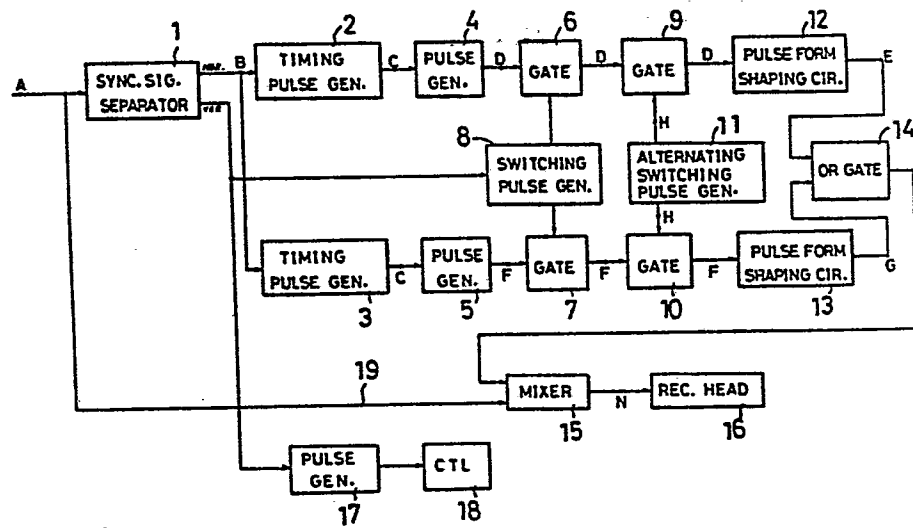 1
2
4
6
9
12
A
SYNC. SIG.
SEPARATOR
B
TIMING
PULSE GEN.
C
PULSE
GEN.
D
GATE
D
GATE
D
PULSE FORM
SHAPING CIR.
E
8
SWITCHING
PULSE GEN.
H
11
ALTERNATING
SWITCHING
PULSE GEN.
H
14
OR GATE
TIMING
PULSE GEN.
C
PULSE
GEN.
F
GATE
F
GATE
F
PULSE FORM
SHAPING CIR.
G
3
5
7
10
13
19
MIXER
N
REC. HEAD
15
16
PULSE
GEN.
CTL
17
18